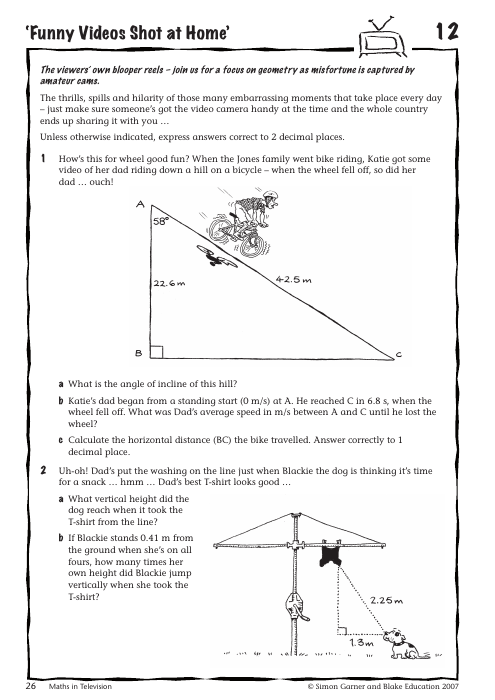 'Funny Videos Shot at Home'
12
The viewers' own blooper reels – join us for a focus on geometry as misfortune is captured by
amateur cams.
The thrills, spills and hilarity of those many embarrassing moments that take place every day
– just make sure someone's got the video camera handy at the time and the whole country
ends up sharing it with you ...
Unless otherwise indicated, express answers correct to 2 decimal places.
1 How's this for wheel good fun? When the Jones family went bike riding, Katie got some
video of her dad riding down a hill on a bicycle – when the wheel fell off, so did her
dad ... ouch!
A
58°
22.6m
42.5m
B
C
a What is the angle of incline of this hill?
b Katie's dad began from a standing start (0 m/s) at A. He reached C in 6.8 s, when the
wheel fell off. What was Dad's average speed in m/s between A and C until he lost the
wheel?
c Calculate the horizontal distance (BC) the bike travelled. Answer correctly to 1
decimal place.
2 Uh-oh! Dad's put the washing on the line just when Blackie the dog is thinking it's time
for a snack ... hmm ... Dad's best T-shirt looks good ...
a What vertical height did the
dog reach when it took the
T-shirt from the line?
b If Blackie stands 0.41 m from
the ground when she's on all
fours, how many times her
own height did Blackie jump
vertically when she took the
T-shirt?
2.25m
1.3m
26 Maths in Television
© Simon Garner and Blake Education 2007